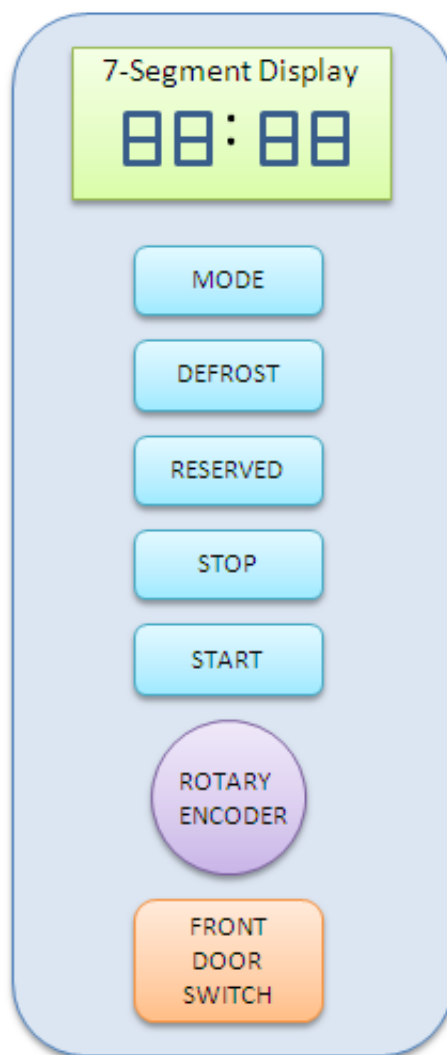 7-Segment Display
88:88
MODE
DEFROST
RESERVED
STOP
START
ROTARY
ENCODER
FRONT
DOOR
SWITCH